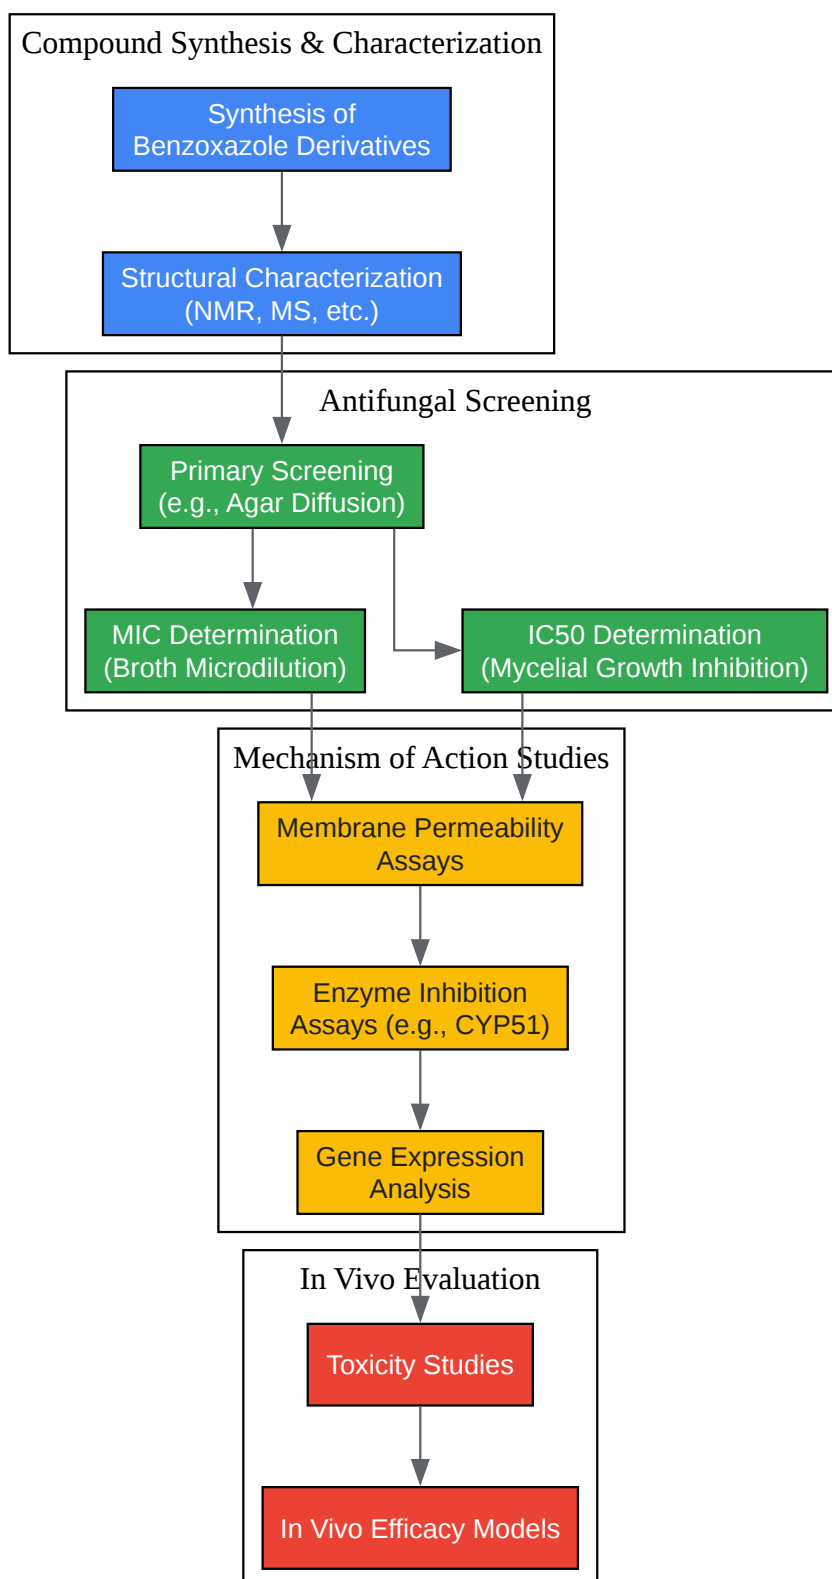 Compound Synthesis & Characterization
Synthesis of
Benzoxazole Derivatives
Structural Characterization
(NMR, MS, etc.)
Antifungal Screening
Primary Screening
(e.g., Agar Diffusion)
MIC Determination
(Broth Microdilution)
IC50 Determination
(Mycelial Growth Inhibition)
Mechanism of Action Studies
Membrane Permeability
Assays
Enzyme Inhibition
Assays (e.g., CYP51)
Gene Expression
Analysis
In Vivo Evaluation
Toxicity Studies
In Vivo Efficacy Models